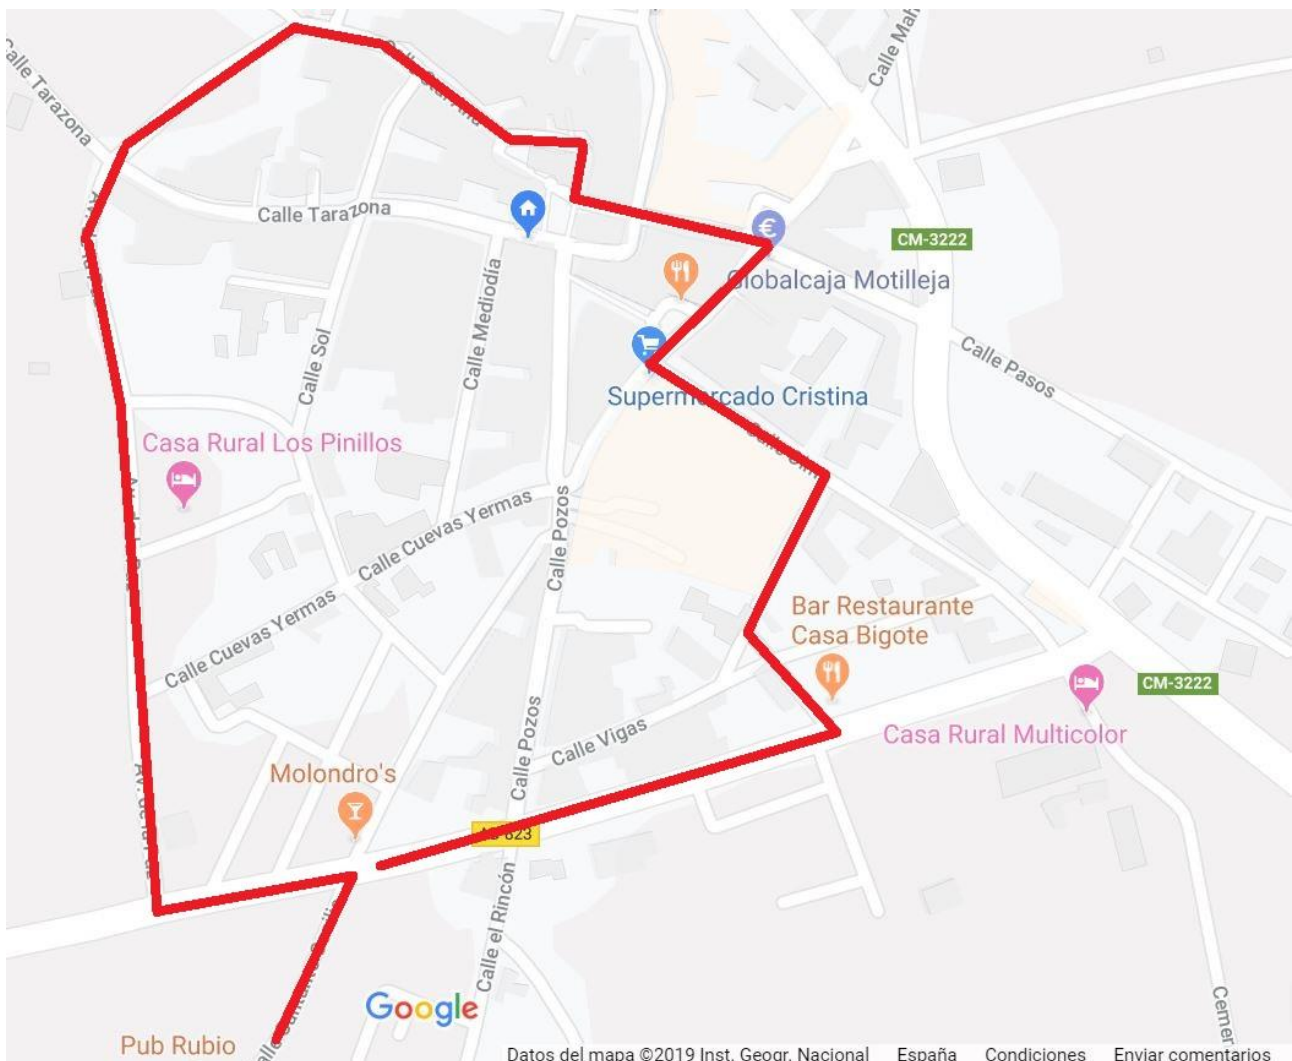 Calle Tarazona
Calle Mah
Calle Tarazona
CM-3222
Globalcaja Motilleja
Calle Mediodía
Calle Sol
Calle Pasos
Supermercado Cristina
Casa Rural Los Pinillos
Calle Cuevas Yermas
Calle Pozos
Calle Cuevas Yermas
Bar Restaurante
Casa Bigote
CM-3222
Calle Pozos
Calle Vigas
Casa Rural Multicolor
Molondro's
Calle el Rincón
Google
Cemer
Pub Rubio
Datos del mapa ©2019 Inst. Geogr. Nacional España Condiciones Enviar comentarios